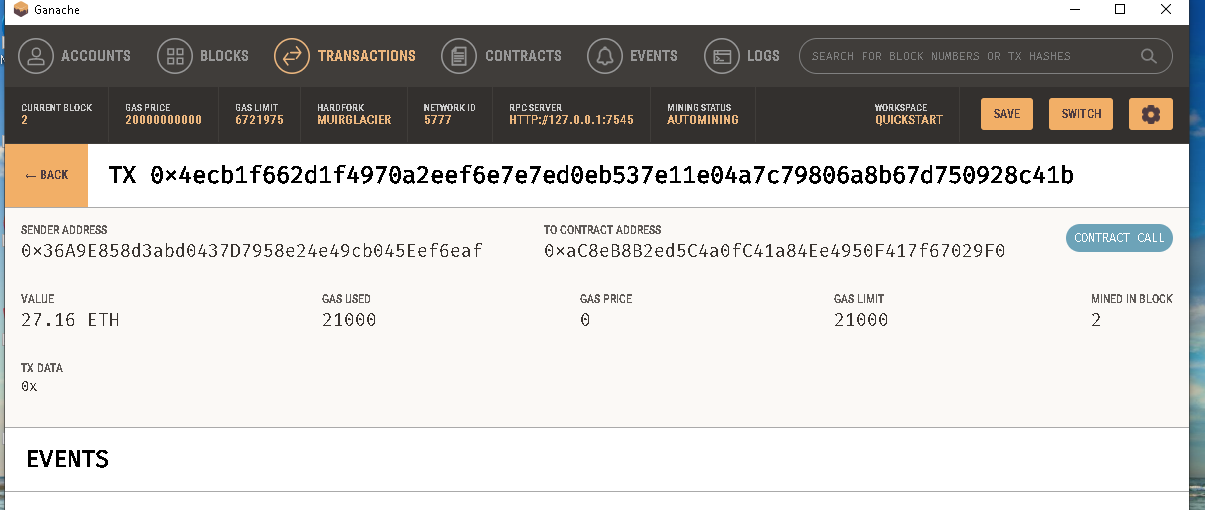 Ganache
ACCOUNTS BLOCKS TRANSACTIONS CONTRACTS EVENTS LOGS SEARCH FOR BLOCK NUMBERS OR TX HASHES
CURRENT BLOCK GAS PRICE GAS LIMIT HARDFORK NETWORK ID RPC SERVER MINING STATUS WORKSPACE
2 20000000000 6721975 MUIRGLACIER 5777 HTTP://127.0.0.1:7545 AUTOMINING QUICKSTART SAVE SWITCH
← BACK TX 0×4ecb1f662d1f4970a2eef6e7e7ed0eb537e11e04a7c79806a8b67d750928c41b
SENDER ADDRESS TO CONTRACT ADDRESS
0×36A9E858d3abd0437D7958e24e49cb045Eef6eaf 0×aC8eB8B2ed5C4a0fC41a84Ee4950F417f67029F0 CONTRACT CALL
VALUE GAS USED GAS PRICE GAS LIMIT MINED IN BLOCK
27.16 ETH 21000 0 21000 2
TX DATA
0x
EVENTS